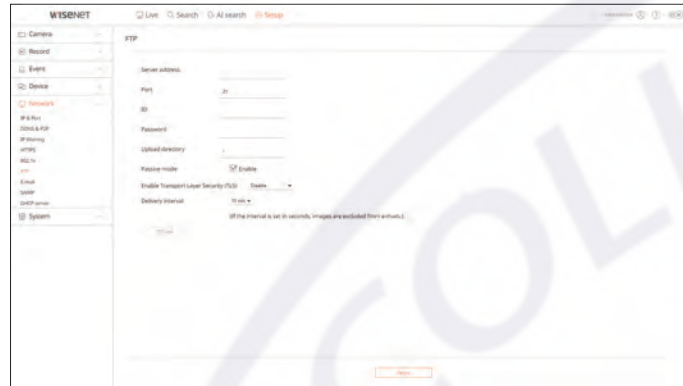 WISENET
Live Search AI search Setup
Camera
Record
Event
Device
Network
IP & Port
DDNS & P2P
IP filtering
HTTPS
802.1x
FTP
E-mail
SNMP
DHCP server
System
FTP
Server address
Port 21
ID
Password
Upload directory
Passive mode Enable
Enable Transport Layer Security (TLS) Disable
Delivery interval 10 min
(If the interval is set in seconds, images are excluded from emails.)
Apply